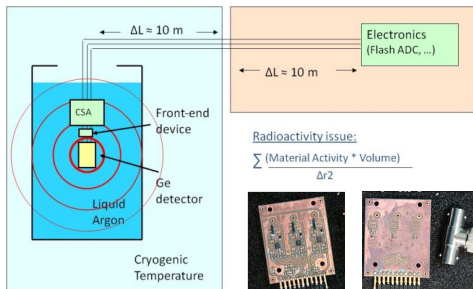 ΔL ≈ 10 m
Electronics
(Flash ADC, ...)
ΔL ≈ 10 m
CSA
Front-end
device
Ge
detector
Liquid
Argon
Cryogenic
Temperature
Radioactivity issue:
∑ (Material Activity * Volume)
Δr2